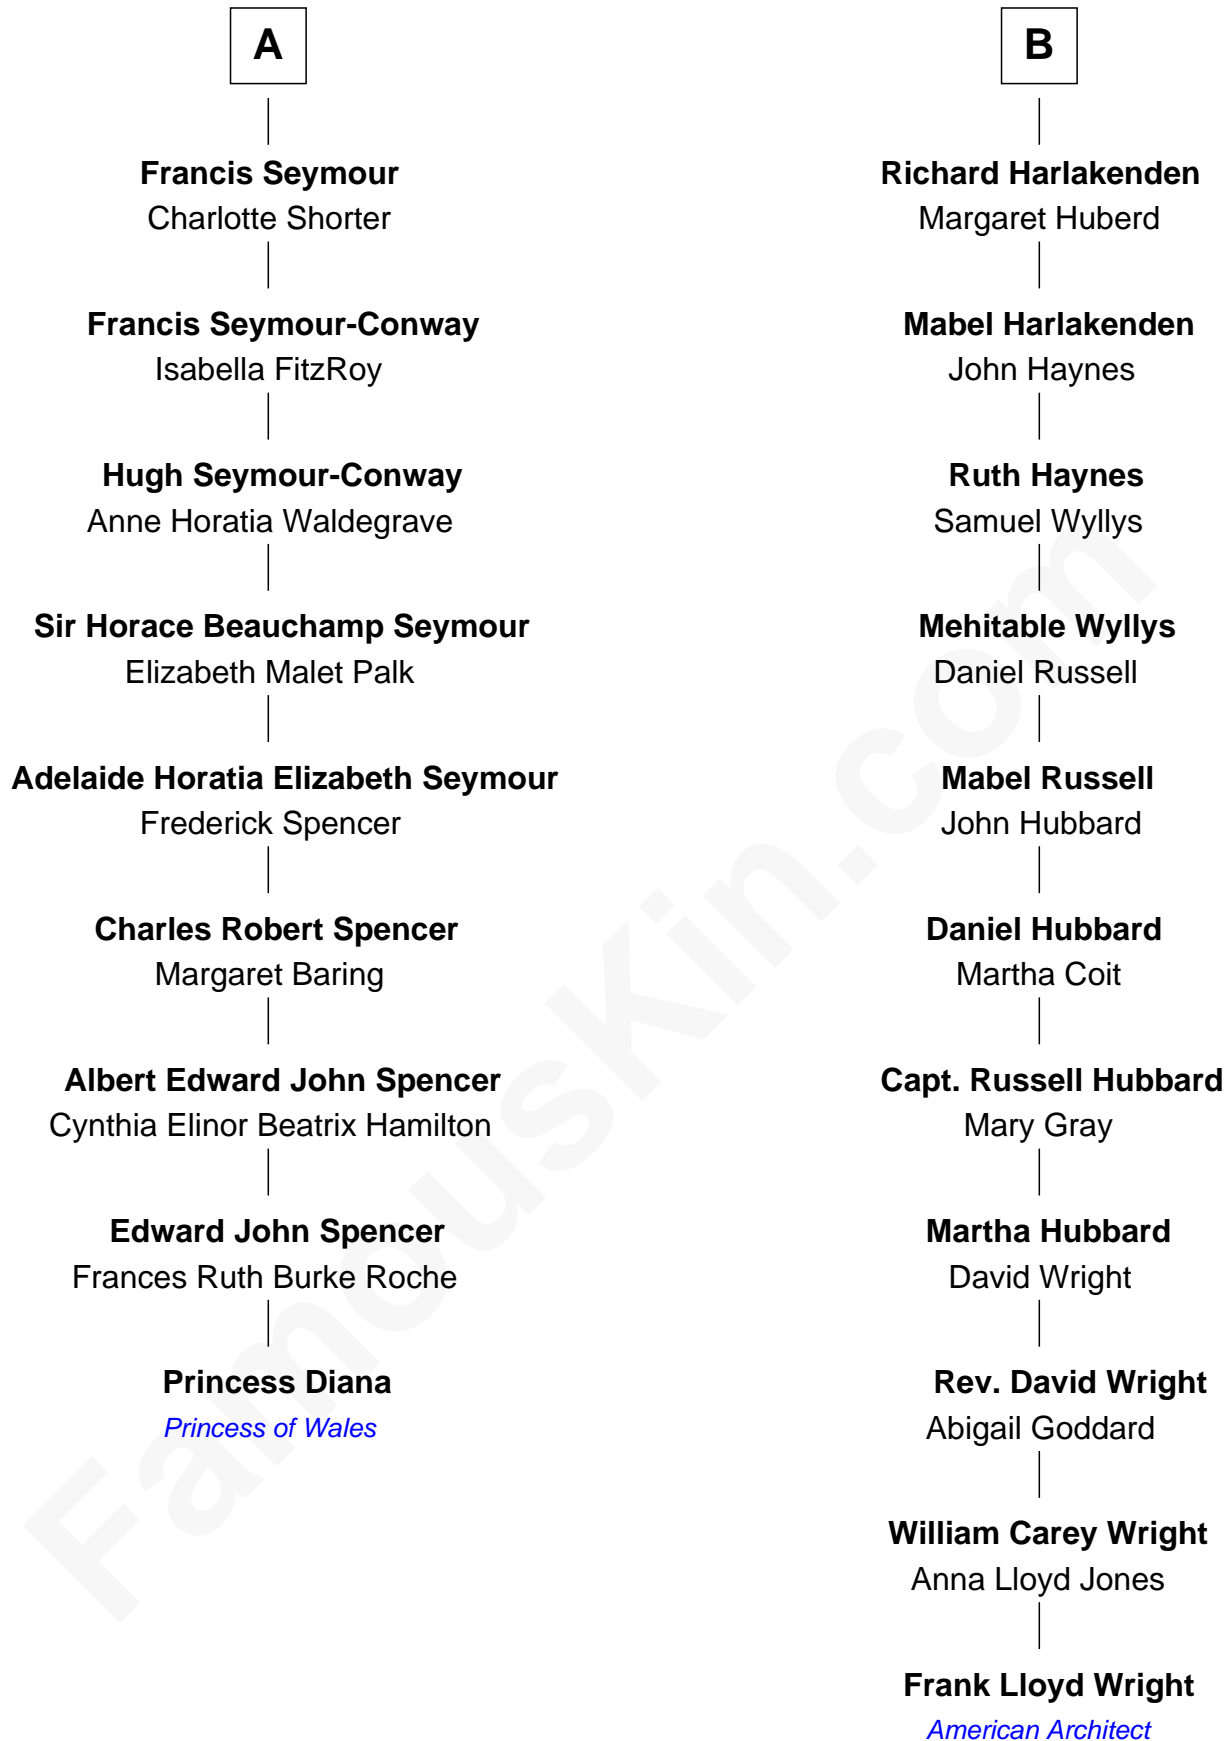 A
Francis Seymour
Charlotte Shorter
Francis Seymour-Conway
Isabella FitzRoy
Hugh Seymour-Conway
Anne Horatia Waldegrave
Sir Horace Beauchamp Seymour
Elizabeth Malet Palk
Adelaide Horatia Elizabeth Seymour
Frederick Spencer
Charles Robert Spencer
Margaret Baring
Albert Edward John Spencer
Cynthia Elinor Beatrix Hamilton
Edward John Spencer
Frances Ruth Burke Roche
Princess Diana
Princess of Wales
B
Richard Harlakenden
Margaret Huberd
Mabel Harlakenden
John Haynes
Ruth Haynes
Samuel Wyllys
Mehitable Wyllys
Daniel Russell
Mabel Russell
John Hubbard
Daniel Hubbard
Martha Coit
Capt. Russell Hubbard
Mary Gray
Martha Hubbard
David Wright
Rev. David Wright
Abigail Goddard
William Carey Wright
Anna Lloyd Jones
Frank Lloyd Wright
American Architect
FamousKin.com